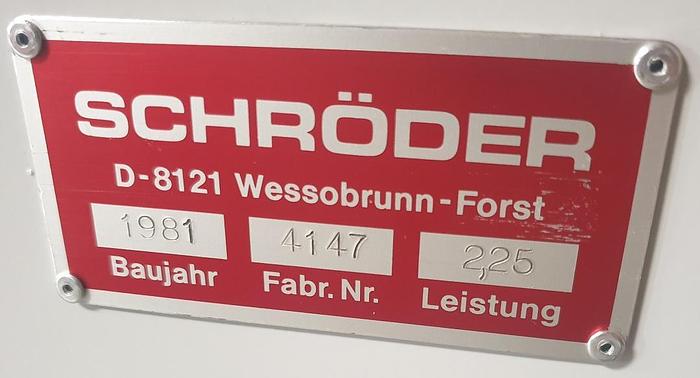 SCHRÖDER
D-8121 Wessobrunn-Forst
1981 4147 2,25
Baujahr Fabr. Nr. Leistung